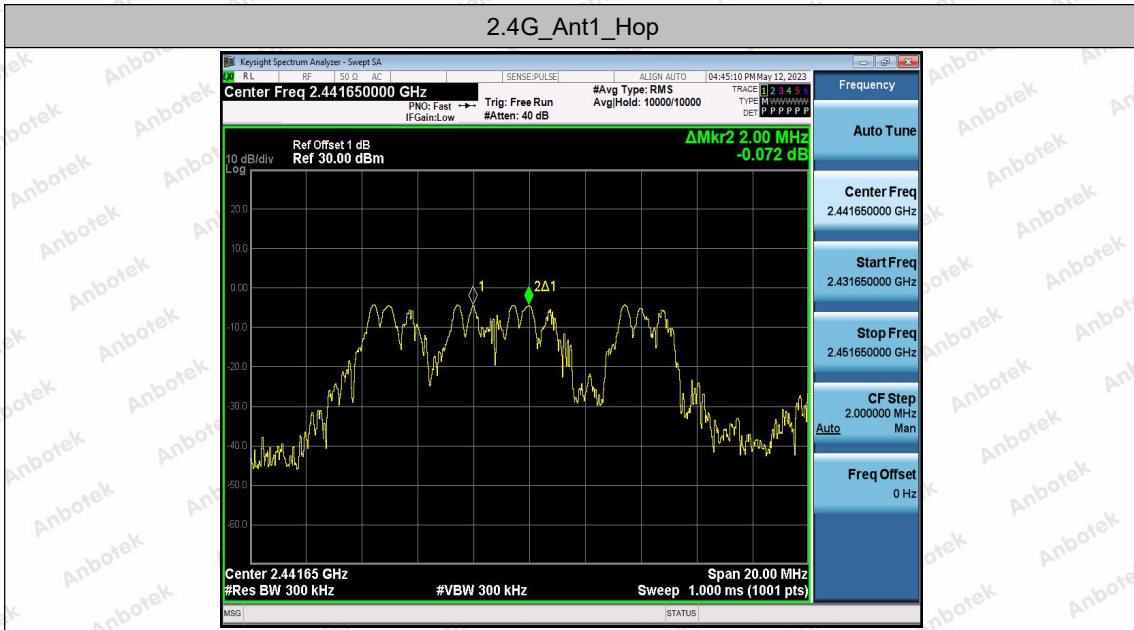 2.4G_Ant1_Hop
Keysight Spectrum Analyzer - Swept SA
LXI RL RF 50 Ω AC SENSE:PULSE ALIGN AUTO 04:45:10 PM May 12, 2023
Center Freq 2.441650000 GHz
PNO: Fast
IFGain:Low
Trig: Free Run
#Atten: 40 dB
#Avg Type: RMS
Avg|Hold: 10000/10000
TRACE 1 2 3 4 5 6
TYPE M W W W W W
DET P P P P P P
Ref Offset 1 dB
10 dB/div Ref 30.00 dBm
Log
ΔMkr2 2.00 MHz
-0.072 dB
20.0
10.0
0.00
-10.0
-20.0
-30.0
-40.0
-50.0
-60.0
1
2Δ1
Center 2.44165 GHz Span 20.00 MHz
#Res BW 300 kHz #VBW 300 kHz Sweep 1.000 ms (1001 pts)
MSG STATUS
Frequency
Auto Tune
Center Freq
2.441650000 GHz
Start Freq
2.431650000 GHz
Stop Freq
2.451650000 GHz
CF Step
2.000000 MHz
Auto Man
Freq Offset
0 Hz
Anbotek